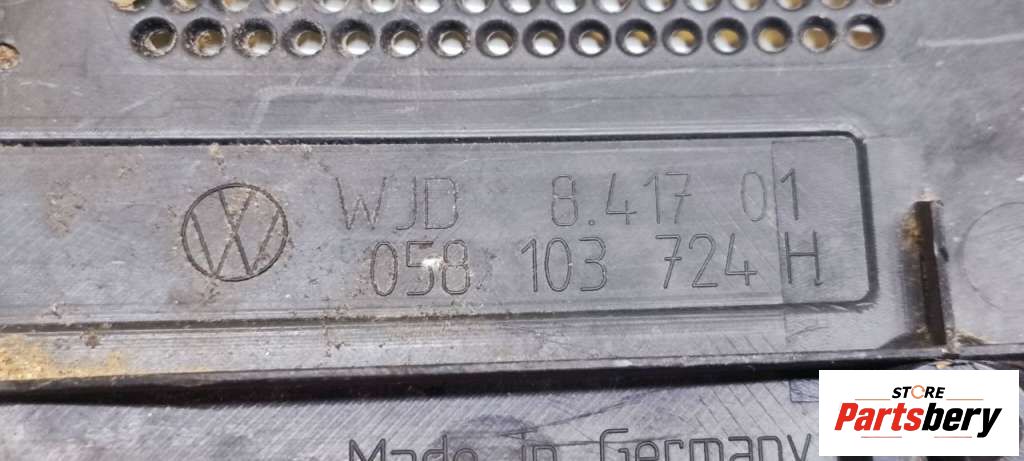 WJD 8.417 01
058 103 724 H
Made in Germany
STORE
Partsbery